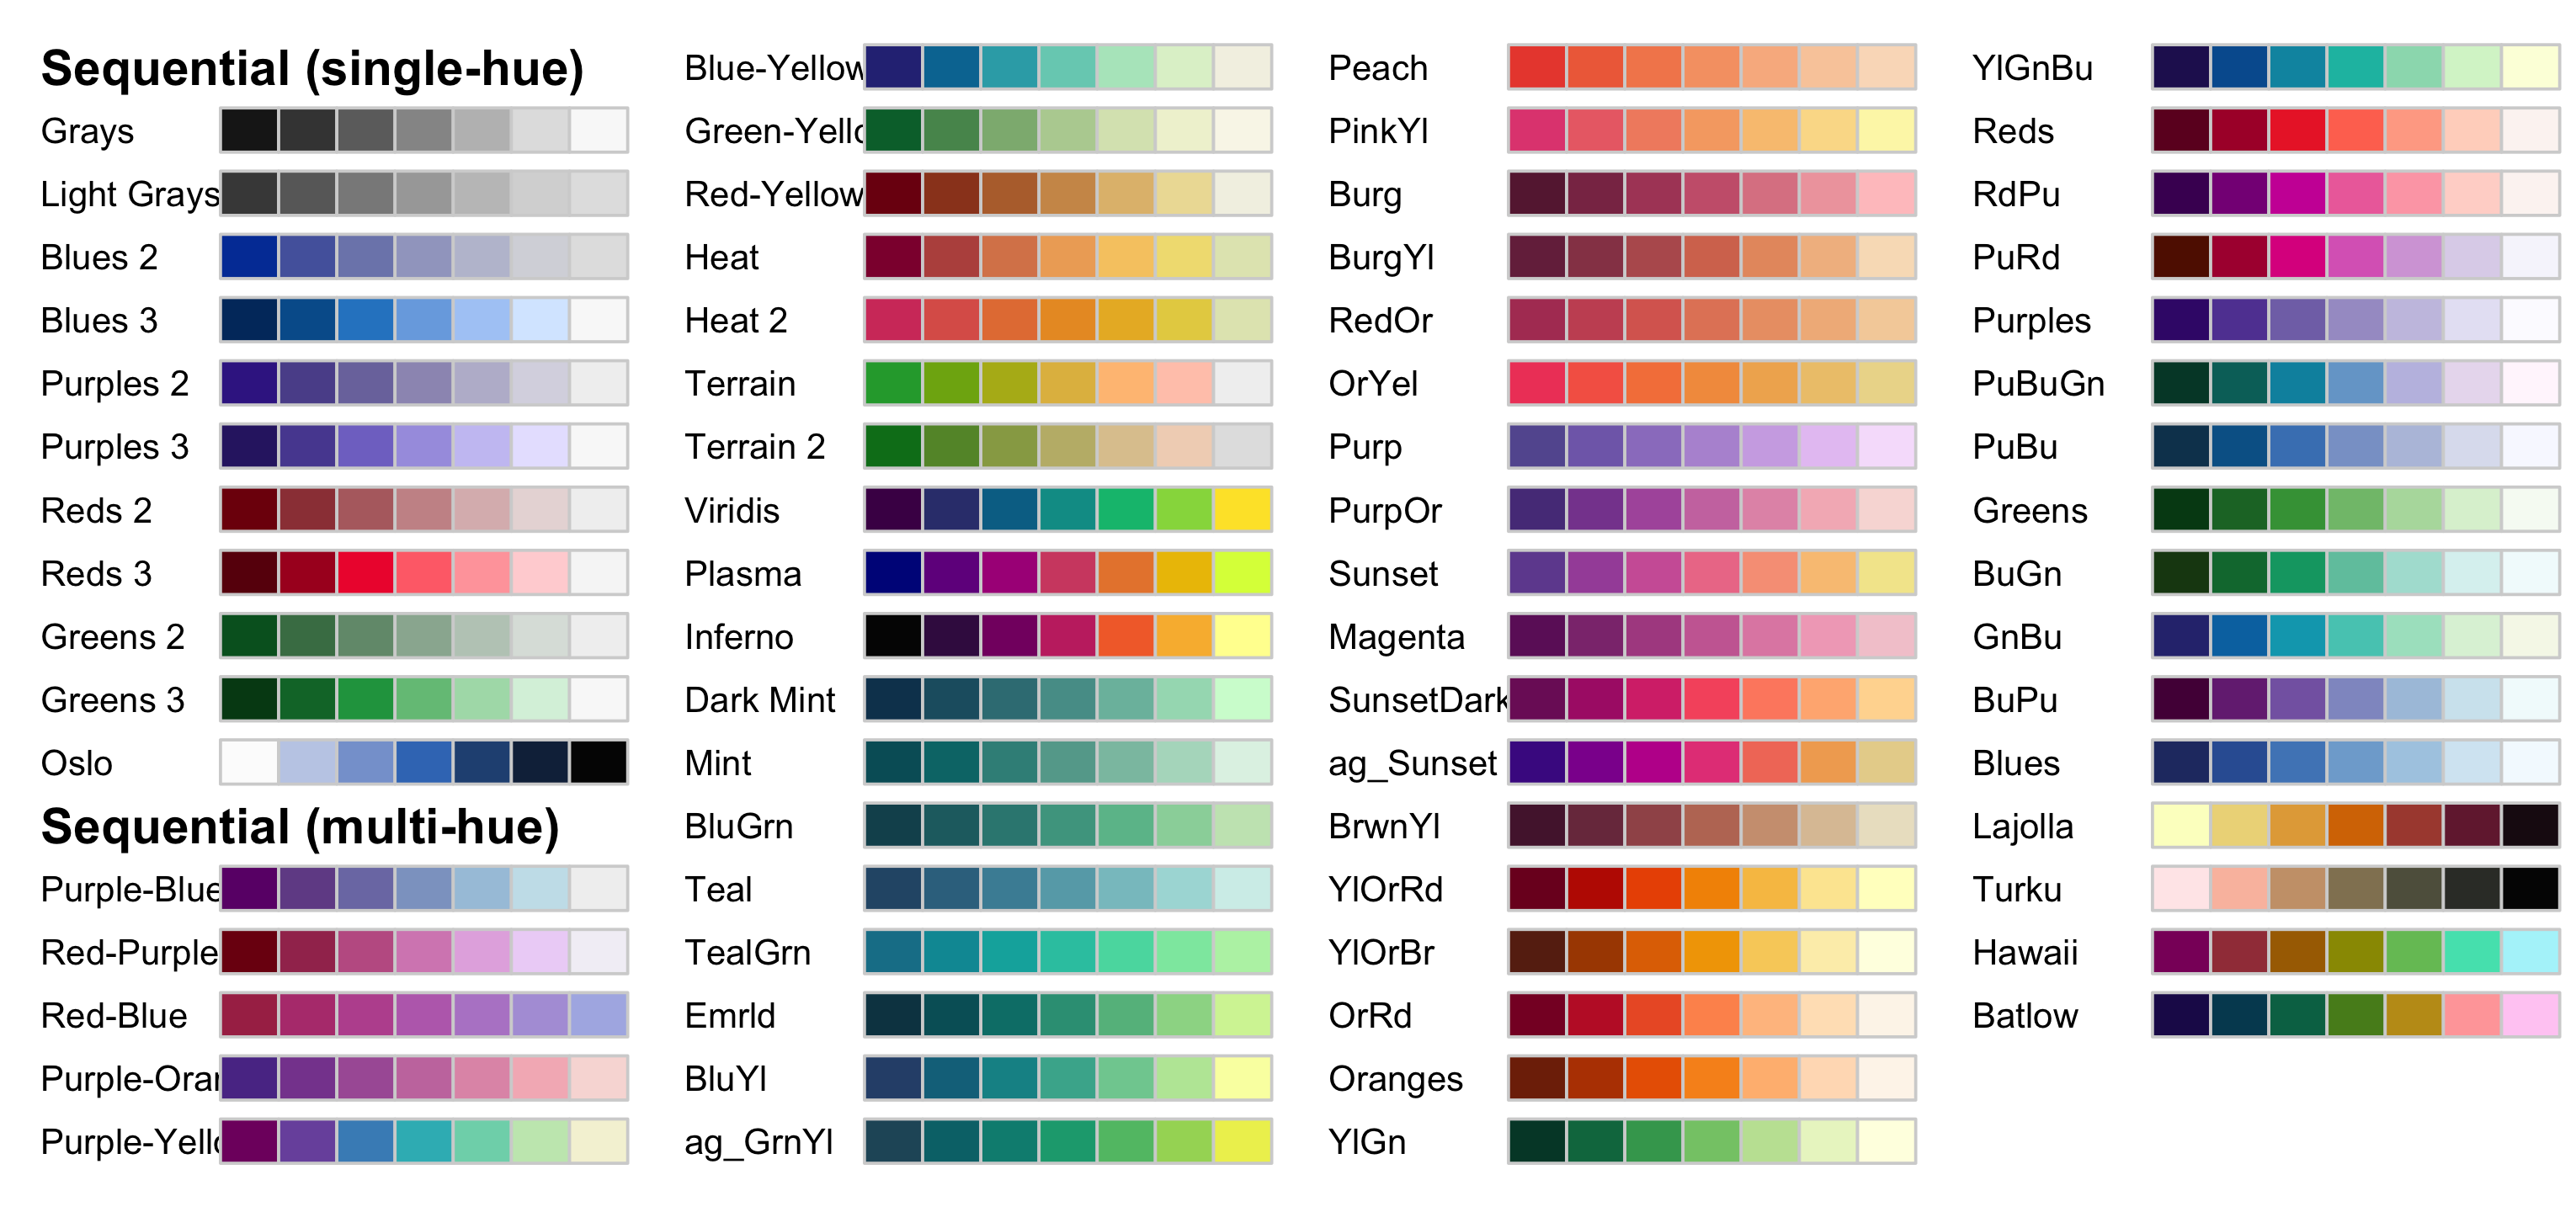 Sequential (single-hue)
Grays
Light Grays
Blues 2
Blues 3
Purples 2
Purples 3
Reds 2
Reds 3
Greens 2
Greens 3
Oslo
Sequential (multi-hue)
Purple-Blue
Red-Purple
Red-Blue
Purple-Oran
Purple-Yello
Blue-Yellow
Green-Yello
Red-Yellow
Heat
Heat 2
Terrain
Terrain 2
Viridis
Plasma
Inferno
Dark Mint
Mint
BluGrn
Teal
TealGrn
Emrld
BluYl
ag_GrnYl
Peach
PinkYl
Burg
BurgYl
RedOr
OrYel
Purp
PurpOr
Sunset
Magenta
SunsetDark
ag_Sunset
BrwnYl
YlOrRd
YlOrBr
OrRd
Oranges
YlGn
YlGnBu
Reds
RdPu
PuRd
Purples
PuBuGn
PuBu
Greens
BuGn
GnBu
BuPu
Blues
Lajolla
Turku
Hawaii
Batlow